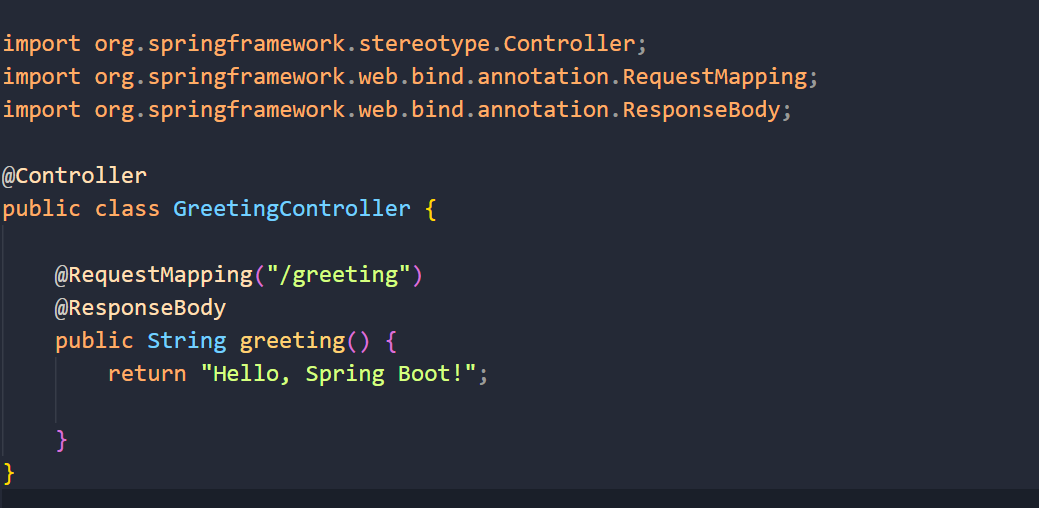 import org.springframework.stereotype.Controller;
import org.springframework.web.bind.annotation.RequestMapping;
import org.springframework.web.bind.annotation.ResponseBody;
@Controller
public class GreetingController {
@RequestMapping("/greeting")
@ResponseBody
public String greeting() {
return "Hello, Spring Boot!";
}
}